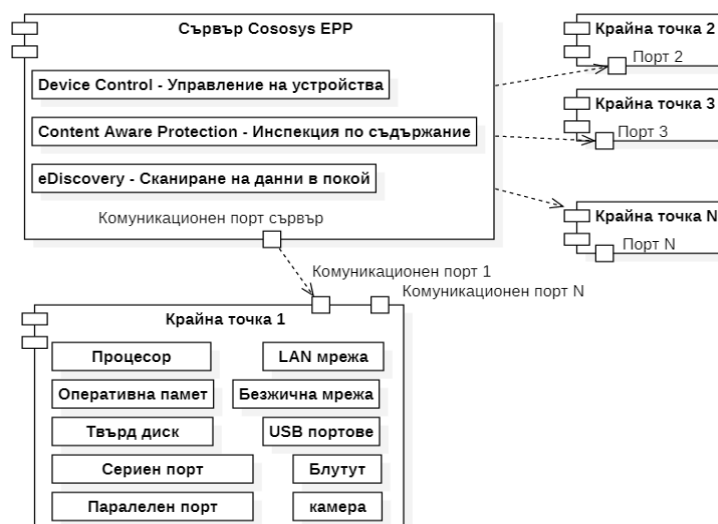 Сървър Cososys EPP
Device Control - Управление на устройства
Content Aware Protection - Инспекция по съдържание
eDiscovery - Сканиране на данни в покой
Комуникационен порт сървър
Крайна точка 2
Порт 2
Крайна точка 3
Порт 3
Крайна точка N
Порт N
Комуникационен порт 1
Комуникационен порт N
Крайна точка 1
Процесор
LAN мрежа
Оперативна памет
Безжична мрежа
Твърд диск
USB портове
Сериен порт
Блутут
Паралелен порт
камера